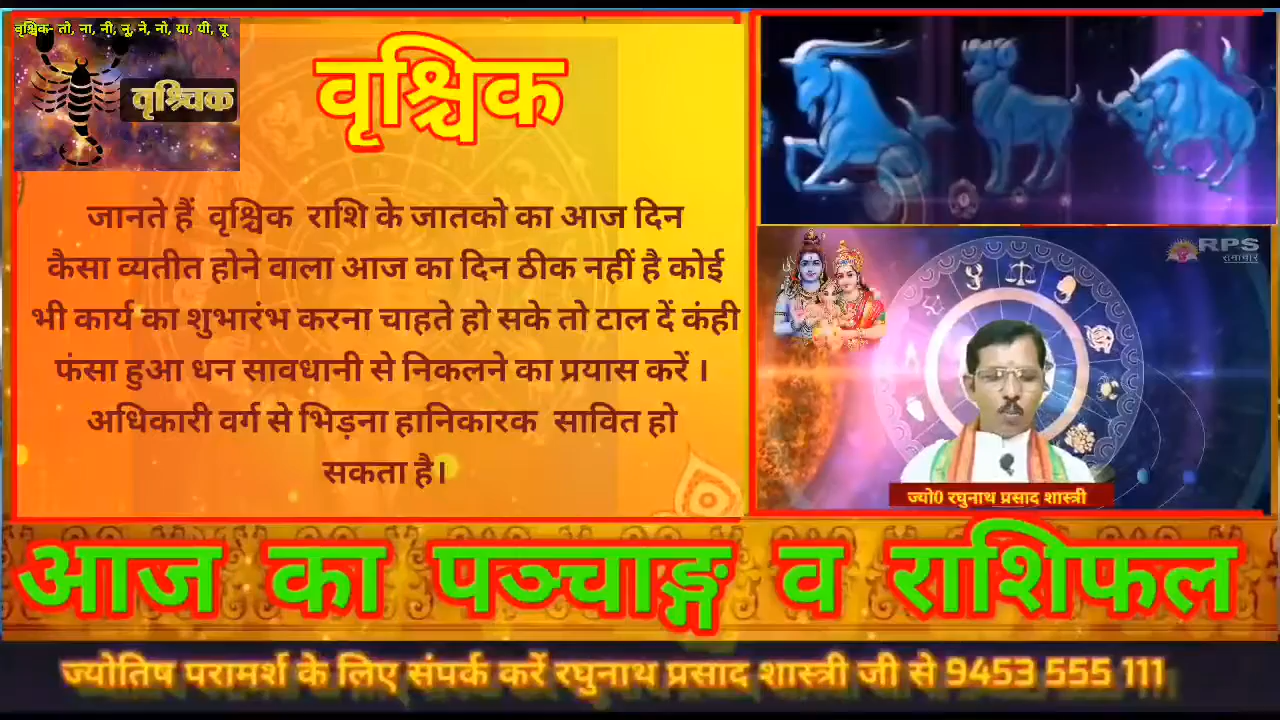 वृश्चिक- तो, ना, नी, नू, ने, नो, या, यी, यू
वृश्चिक
वृश्चिक
जानते हैं वृश्चिक राशि के जातको का आज दिन
कैसा व्यतीत होने वाला आज का दिन ठीक नहीं है कोई
भी कार्य का शुभारंभ करना चाहते हो सके तो टाल दें कंही
फंसा हुआ धन सावधानी से निकलने का प्रयास करें ।
अधिकारी वर्ग से भिड़ना हानिकारक सावित हो
सकता है।
RPS
समाचार
ज्यो0 रघुनाथ प्रसाद शास्त्री
आज का पञ्चाङ्ग व राशिफल
ज्योतिष परामर्श के लिए संपर्क करें रघुनाथ प्रसाद शास्त्री जी से 9453 555 111